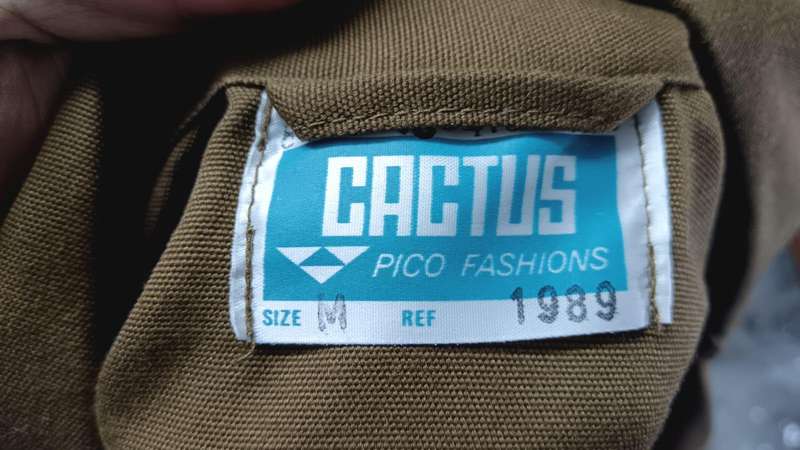 CACTUS
PICO FASHIONS
SIZE M REF 1989